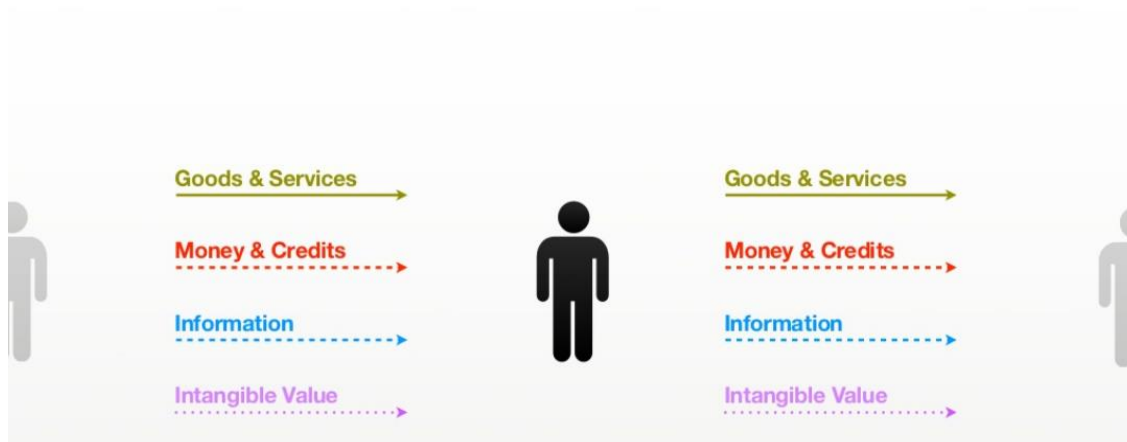 Goods & Services
Money & Credits
Information
Intangible Value
Goods & Services
Money & Credits
Information
Intangible Value